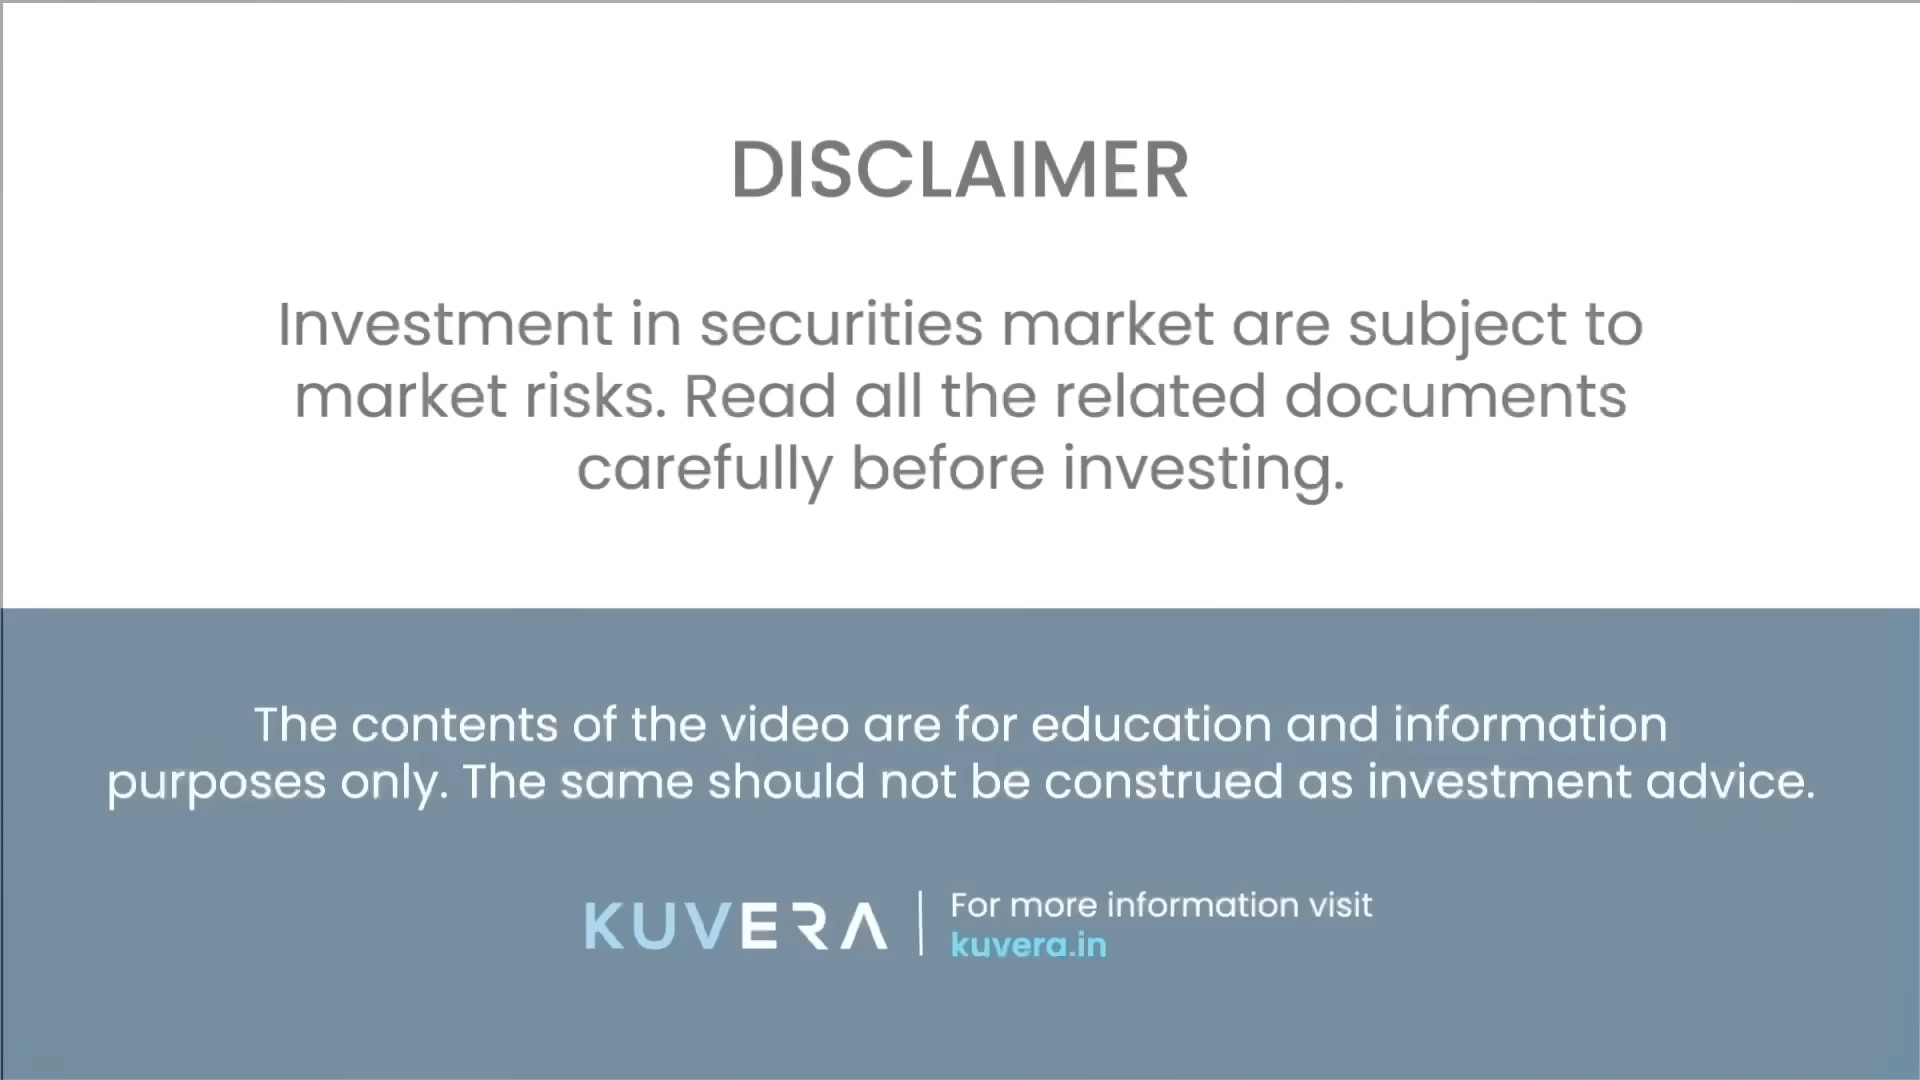 DISCLAIMER
Investment in securities market are subject to
market risks. Read all the related documents
carefully before investing.
The contents of the video are for education and information
purposes only. The same should not be construed as investment advice.
KUVERA
For more information visit
kuvera.in